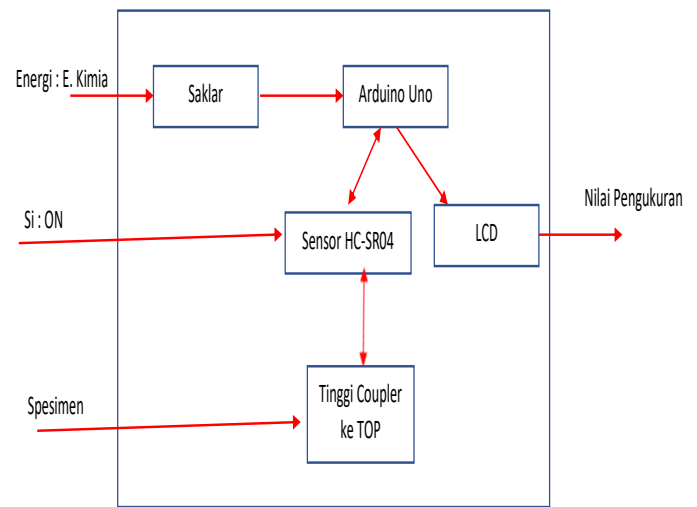 Energi : E. Kimia
Saklar
Arduino Uno
Si : ON
Sensor HC-SR04
LCD
Nilai Pengukuran
Spesimen
Tinggi Coupler
ke TOP